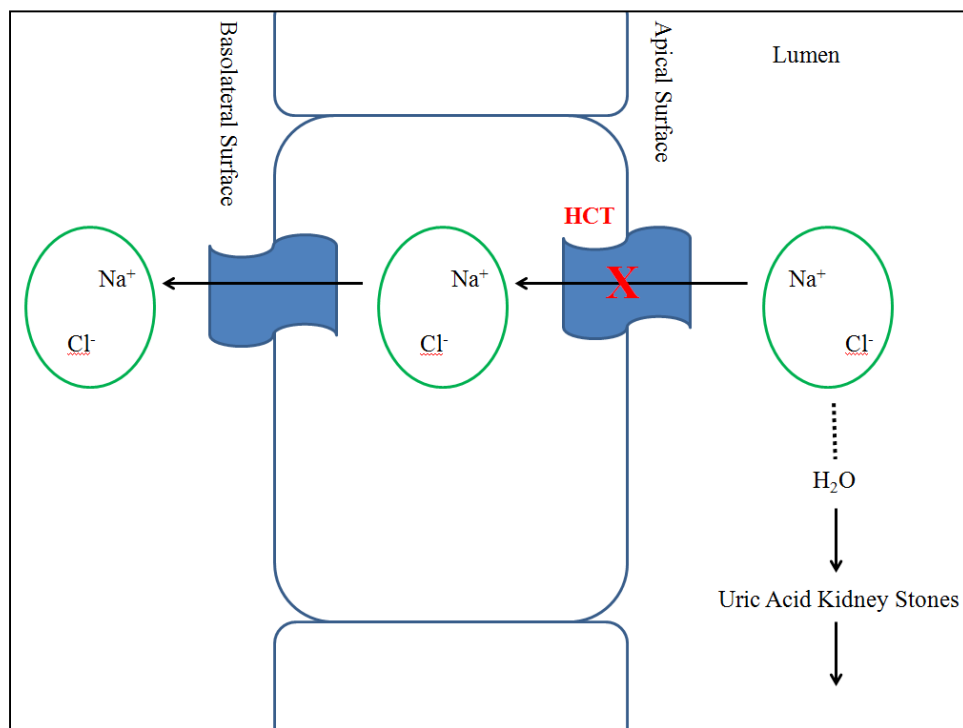 Basolateral Surface
Apical Surface
Lumen
HCT
X
Na⁺
Cl⁻
Na⁺
Cl⁻
Na⁺
Cl⁻
H₂O
Uric Acid Kidney Stones